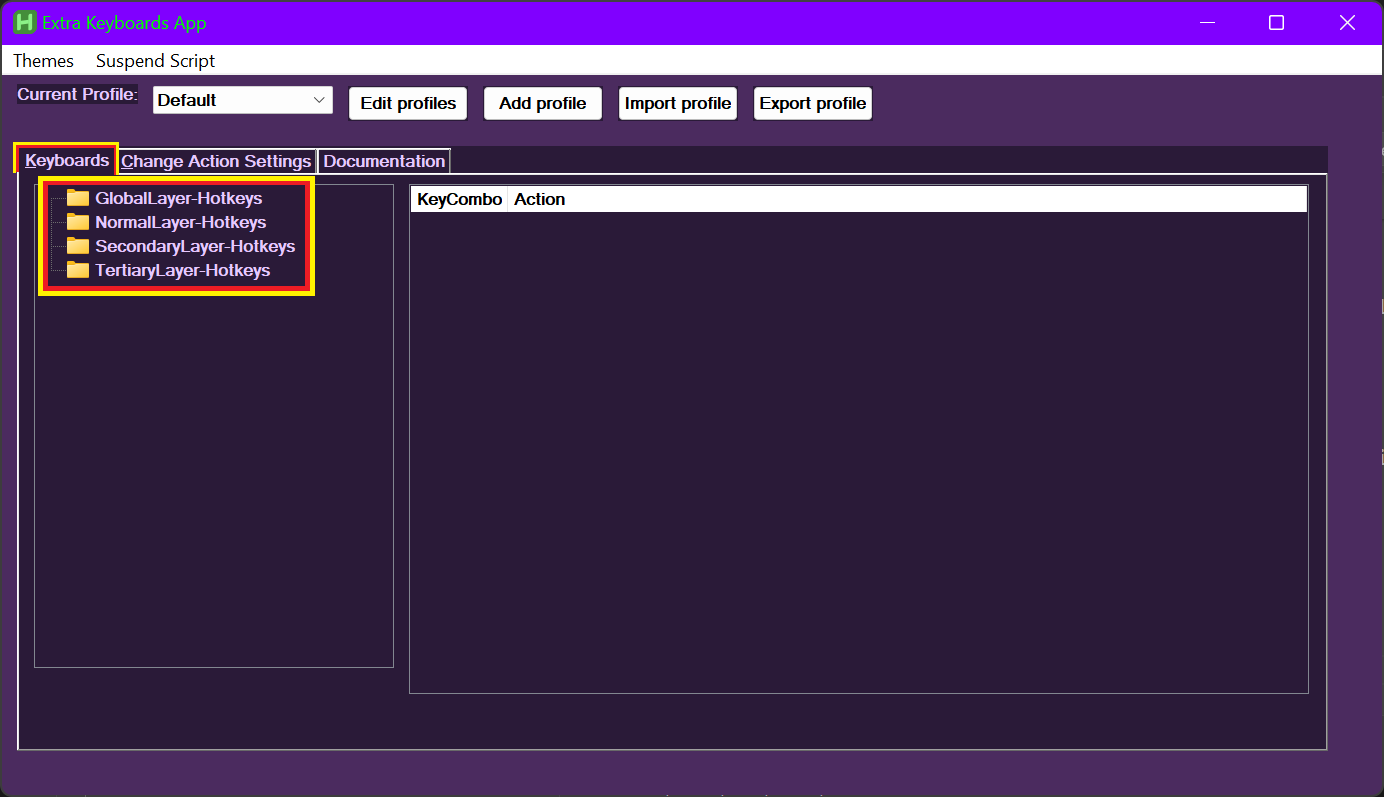 Extra Keyboards App
Themes Suspend Script
Current Profile: Default Edit profiles Add profile Import profile Export profile
Keyboards Change Action Settings Documentation
GlobalLayer-Hotkeys
NormalLayer-Hotkeys
SecondaryLayer-Hotkeys
TertiaryLayer-Hotkeys
KeyCombo Action